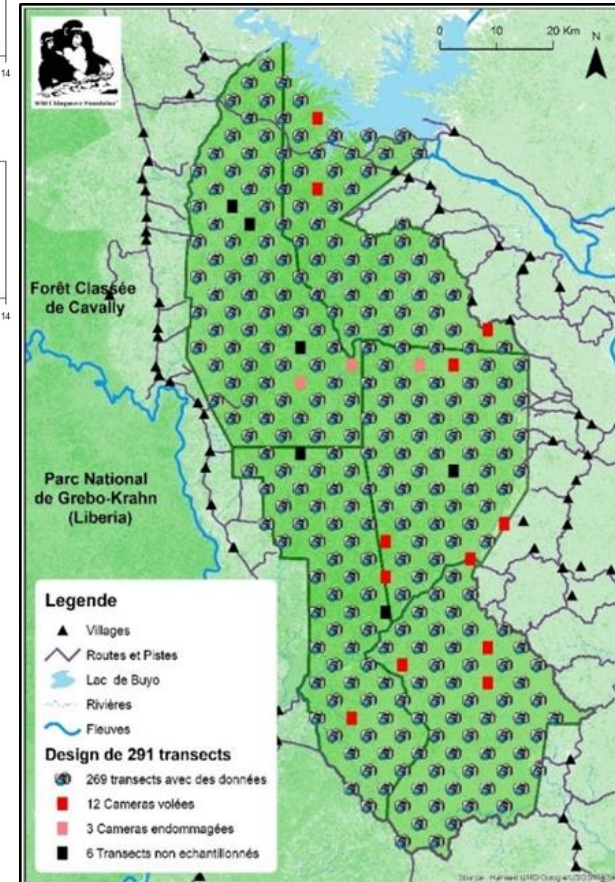 14
14
Wild Chimpanzee Foundation
0 10 20 Km
N
Forêt Classée
de Cavally
Parc National
de Grebo-Krahn
(Liberia)
Legende
Villages
Routes et Pistes
Lac de Buyo
Rivières
Fleuves
Design de 291 transects
269 transects avec des données
12 Cameras volées
3 Cameras endommagées
6 Transects non echantillonnés